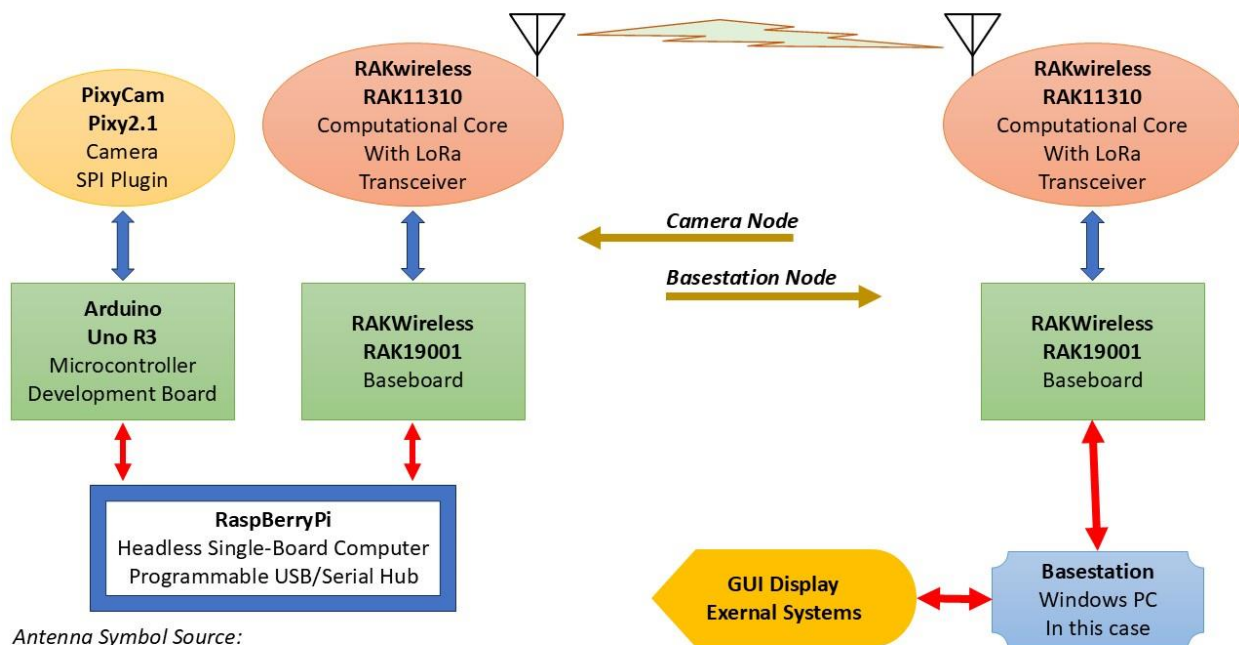 PixyCam
Pixy2.1
Camera
SPI Plugin
RAKwireless
RAK11310
Computational Core
With LoRa
Transceiver
RAKwireless
RAK11310
Computational Core
With LoRa
Transceiver
Camera Node
Basestation Node
Arduino
Uno R3
Microcontroller
Development Board
RAKWireless
RAK19001
Baseboard
RAKWireless
RAK19001
Baseboard
RaspBerryPi
Headless Single-Board Computer
Programmable USB/Serial Hub
GUI Display
Exernal Systems
Basestation
Windows PC
In this case
Antenna Symbol Source: